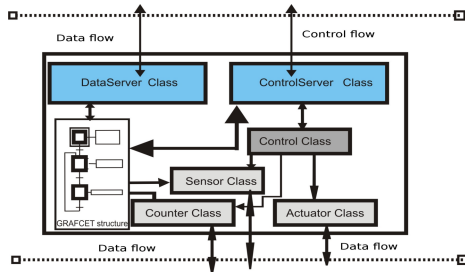 Data flow
Control flow
DataServer Class
ControlServer Class
Control Class
Sensor Class
GRAFCET structure
Counter Class
Actuator Class
Data flow
Data flow